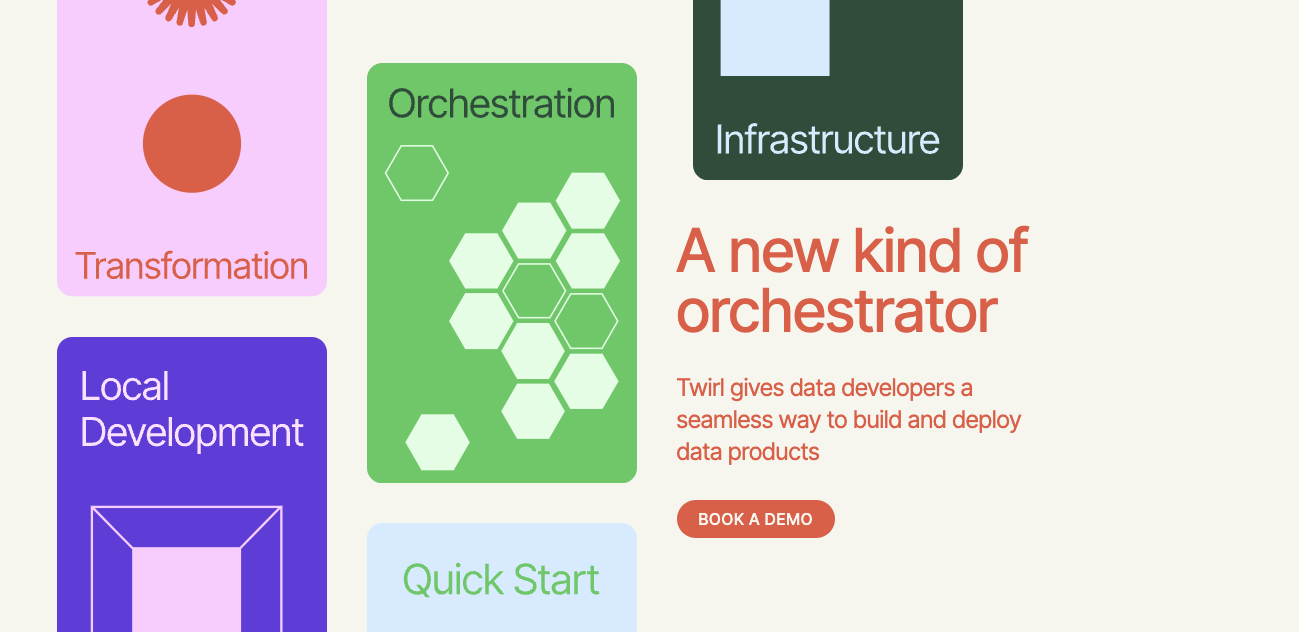 Transformation
Local
Development
Orchestration
Quick Start
Infrastructure
A new kind of
orchestrator
Twirl gives data developers a
seamless way to build and deploy
data products
BOOK A DEMO